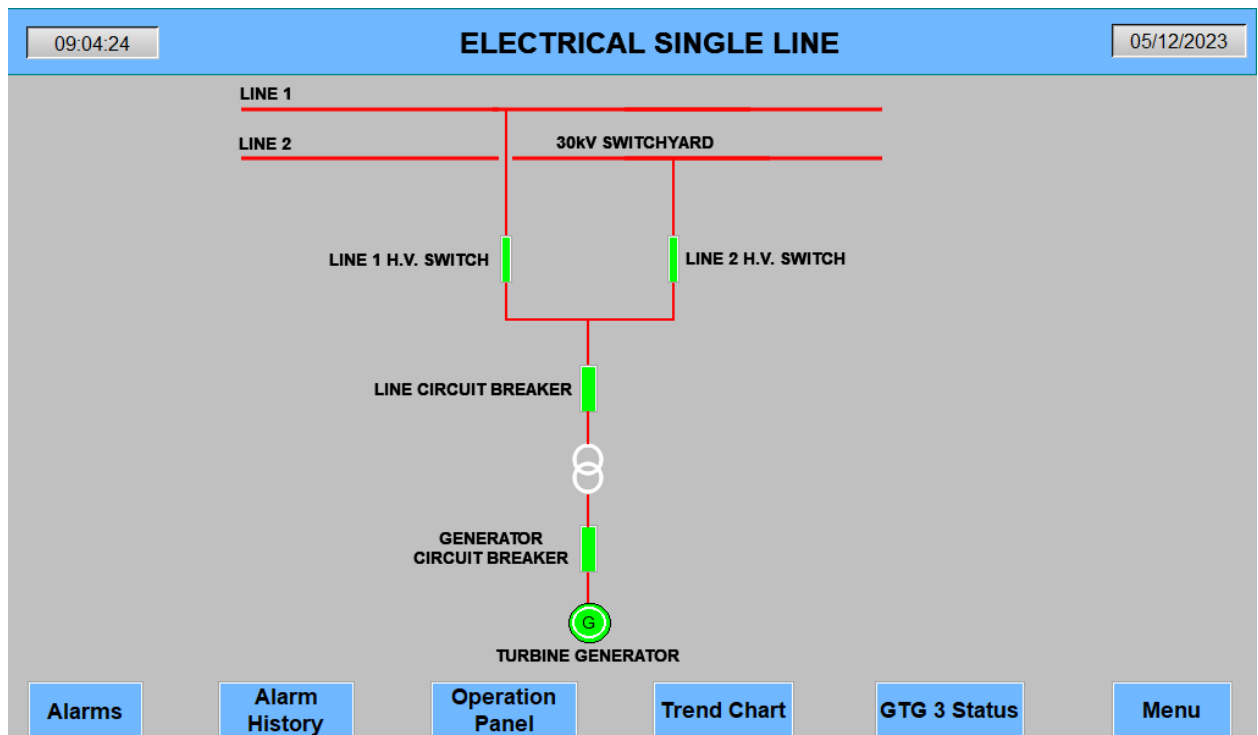 09:04:24
ELECTRICAL SINGLE LINE
05/12/2023
LINE 1
LINE 2
30kV SWITCHYARD
LINE 1 H.V. SWITCH
LINE 2 H.V. SWITCH
LINE CIRCUIT BREAKER
GENERATOR
CIRCUIT BREAKER
G
TURBINE GENERATOR
Alarms
Alarm
History
Operation
Panel
Trend Chart
GTG 3 Status
Menu